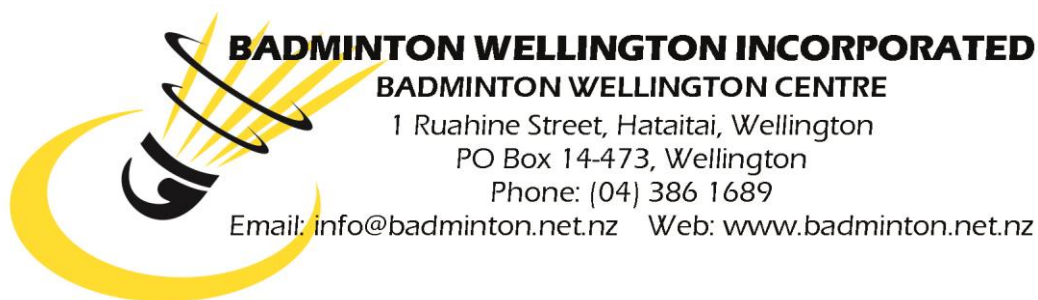 BADMINTON WELLINGTON INCORPORATED
BADMINTON WELLINGTON CENTRE
1 Ruahine Street, Hataitai, Wellington
PO Box 14-473, Wellington
Phone: (04) 386 1689
Email: info@badminton.net.nz Web: www.badminton.net.nz